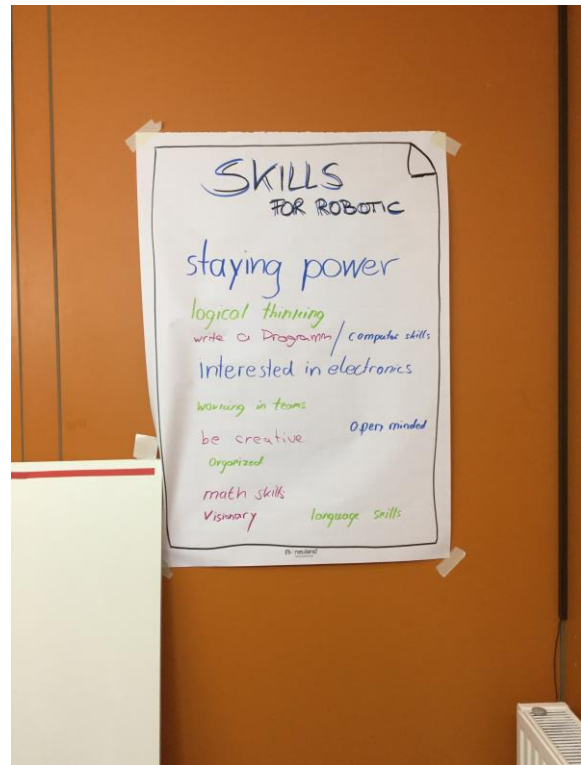 SKILLS
FOR ROBOTIC
staying power
logical thinking
write a Programm / computer skills
Interested in electronics
working in teams
open minded
be creative
Organized
math skills
Visionary language skills
neuland